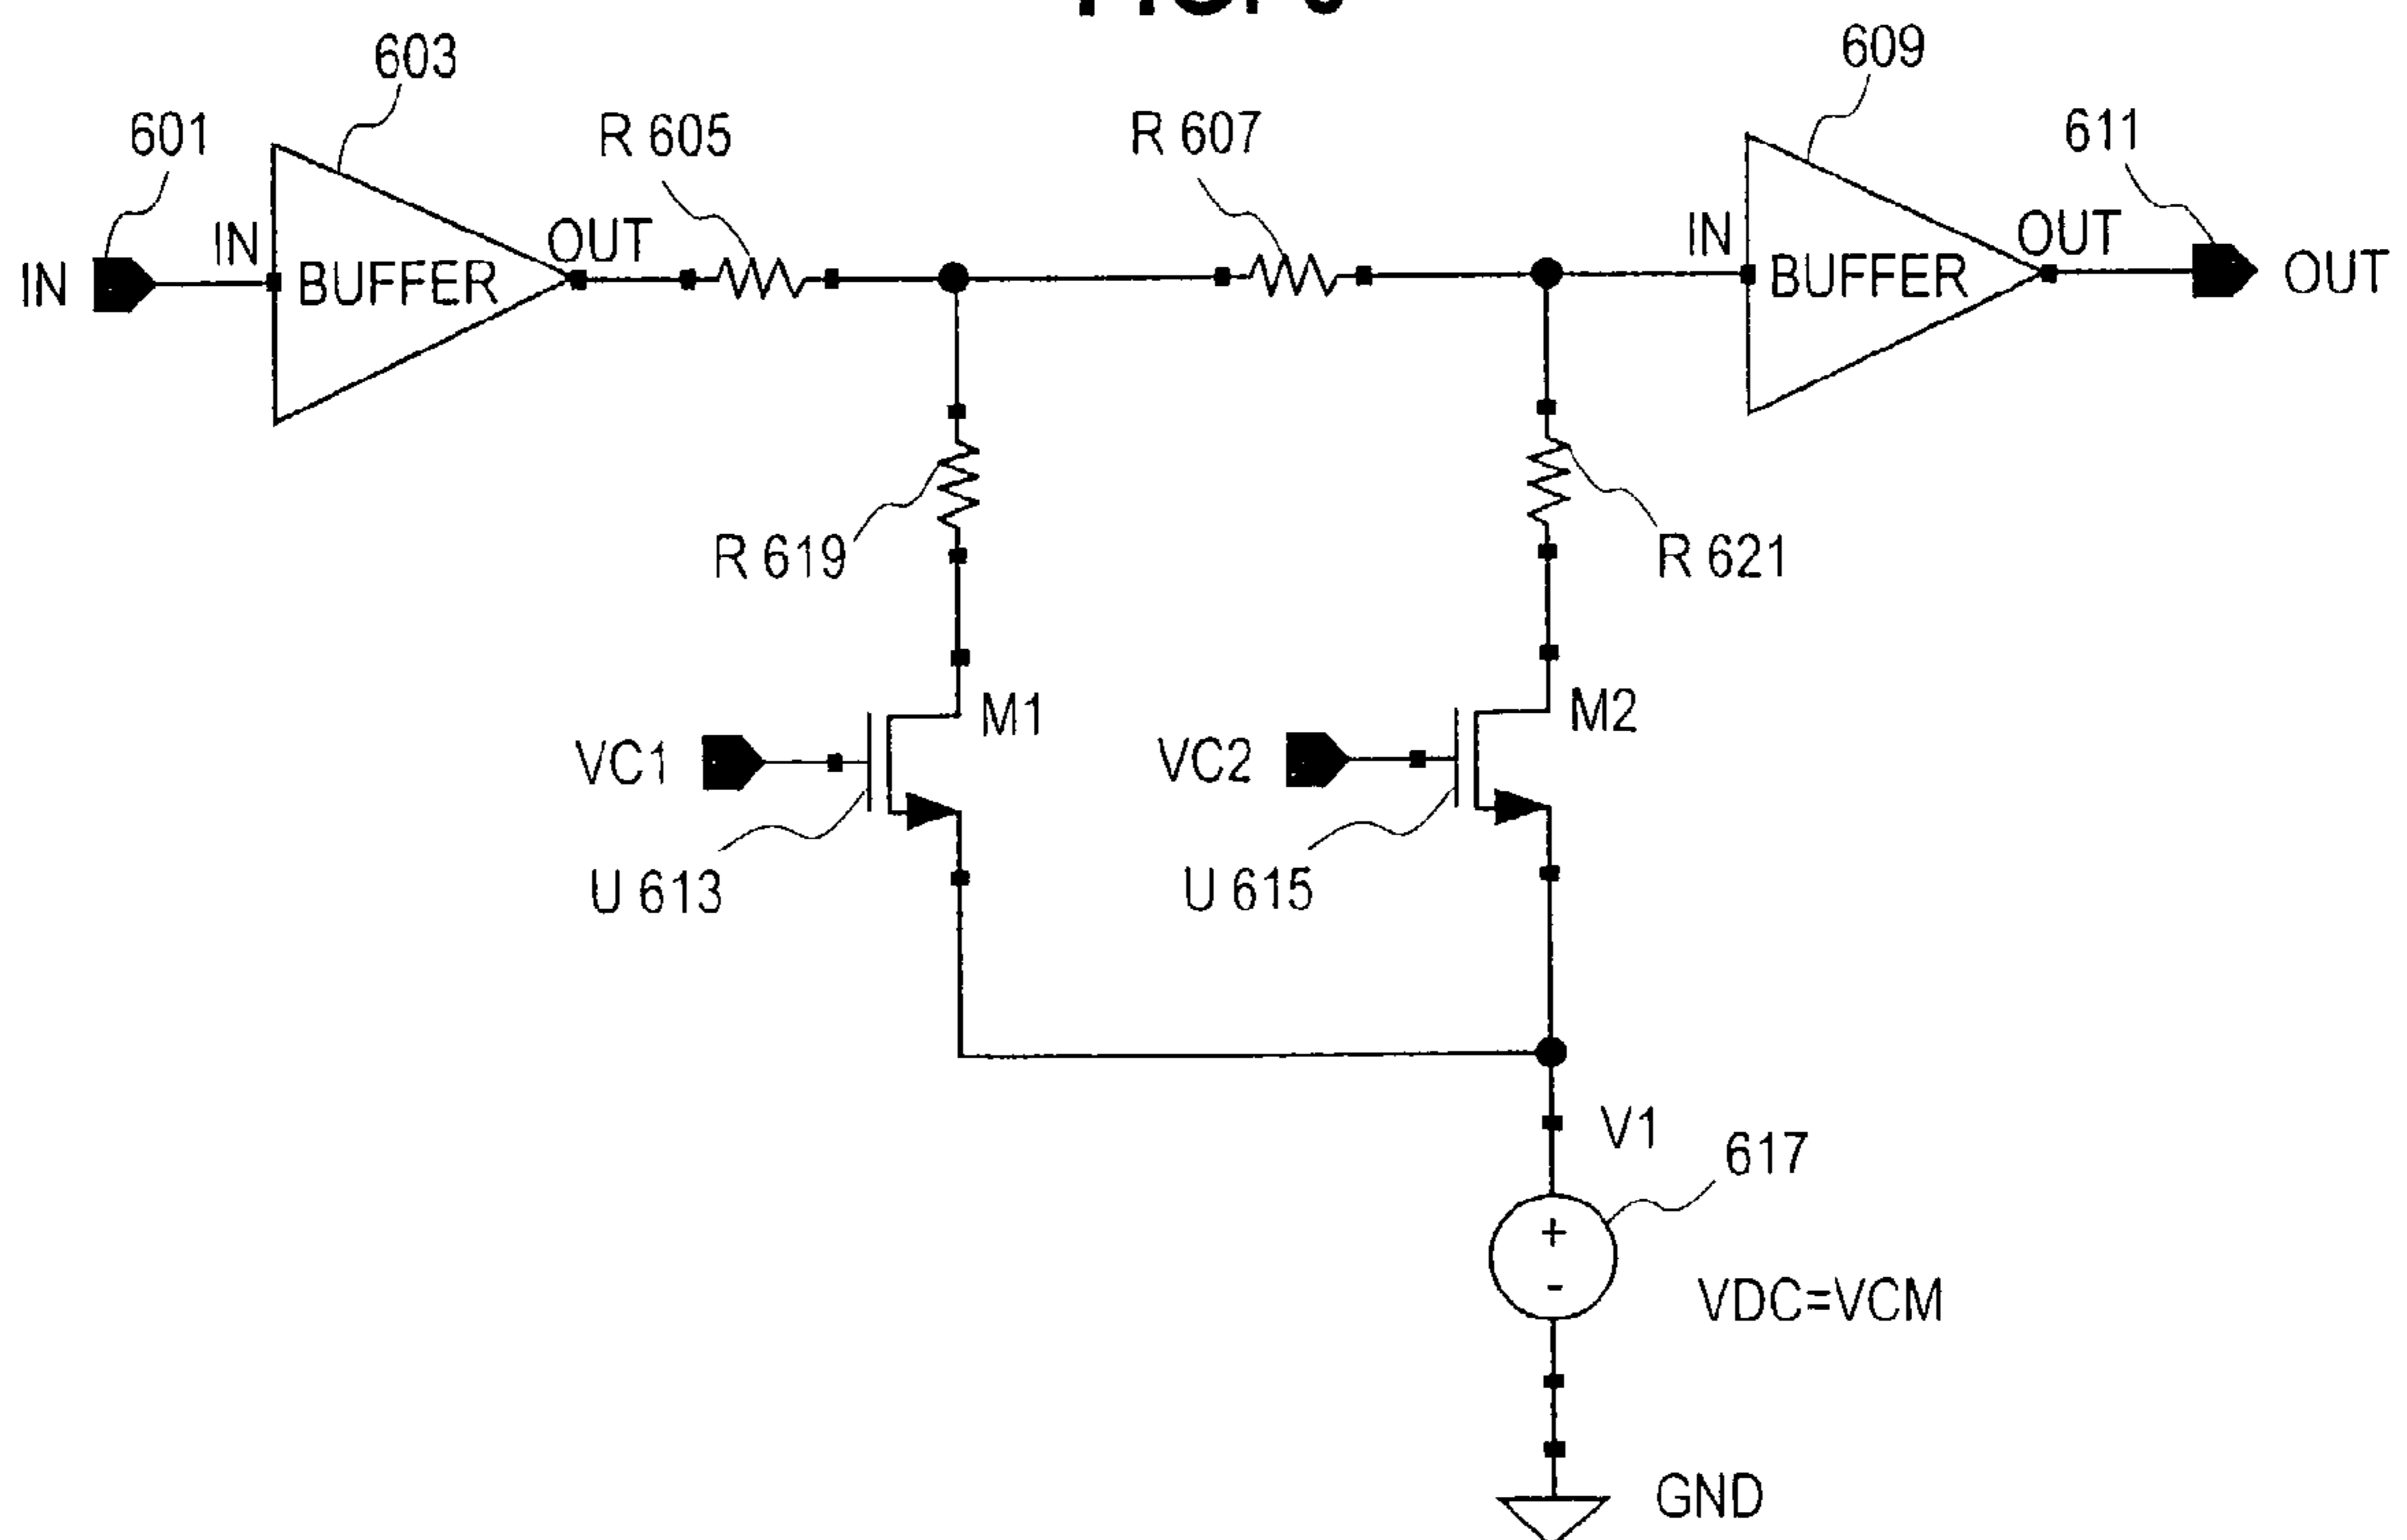 603
609
601
R 605
R 607
611
IN
BUFFER
OUT
IN
BUFFER
OUT
IN
OUT
R 619
R 621
M1
M2
VC1
VC2
U 613
U 615
V1
617
+
-
VDC=VCM
GND